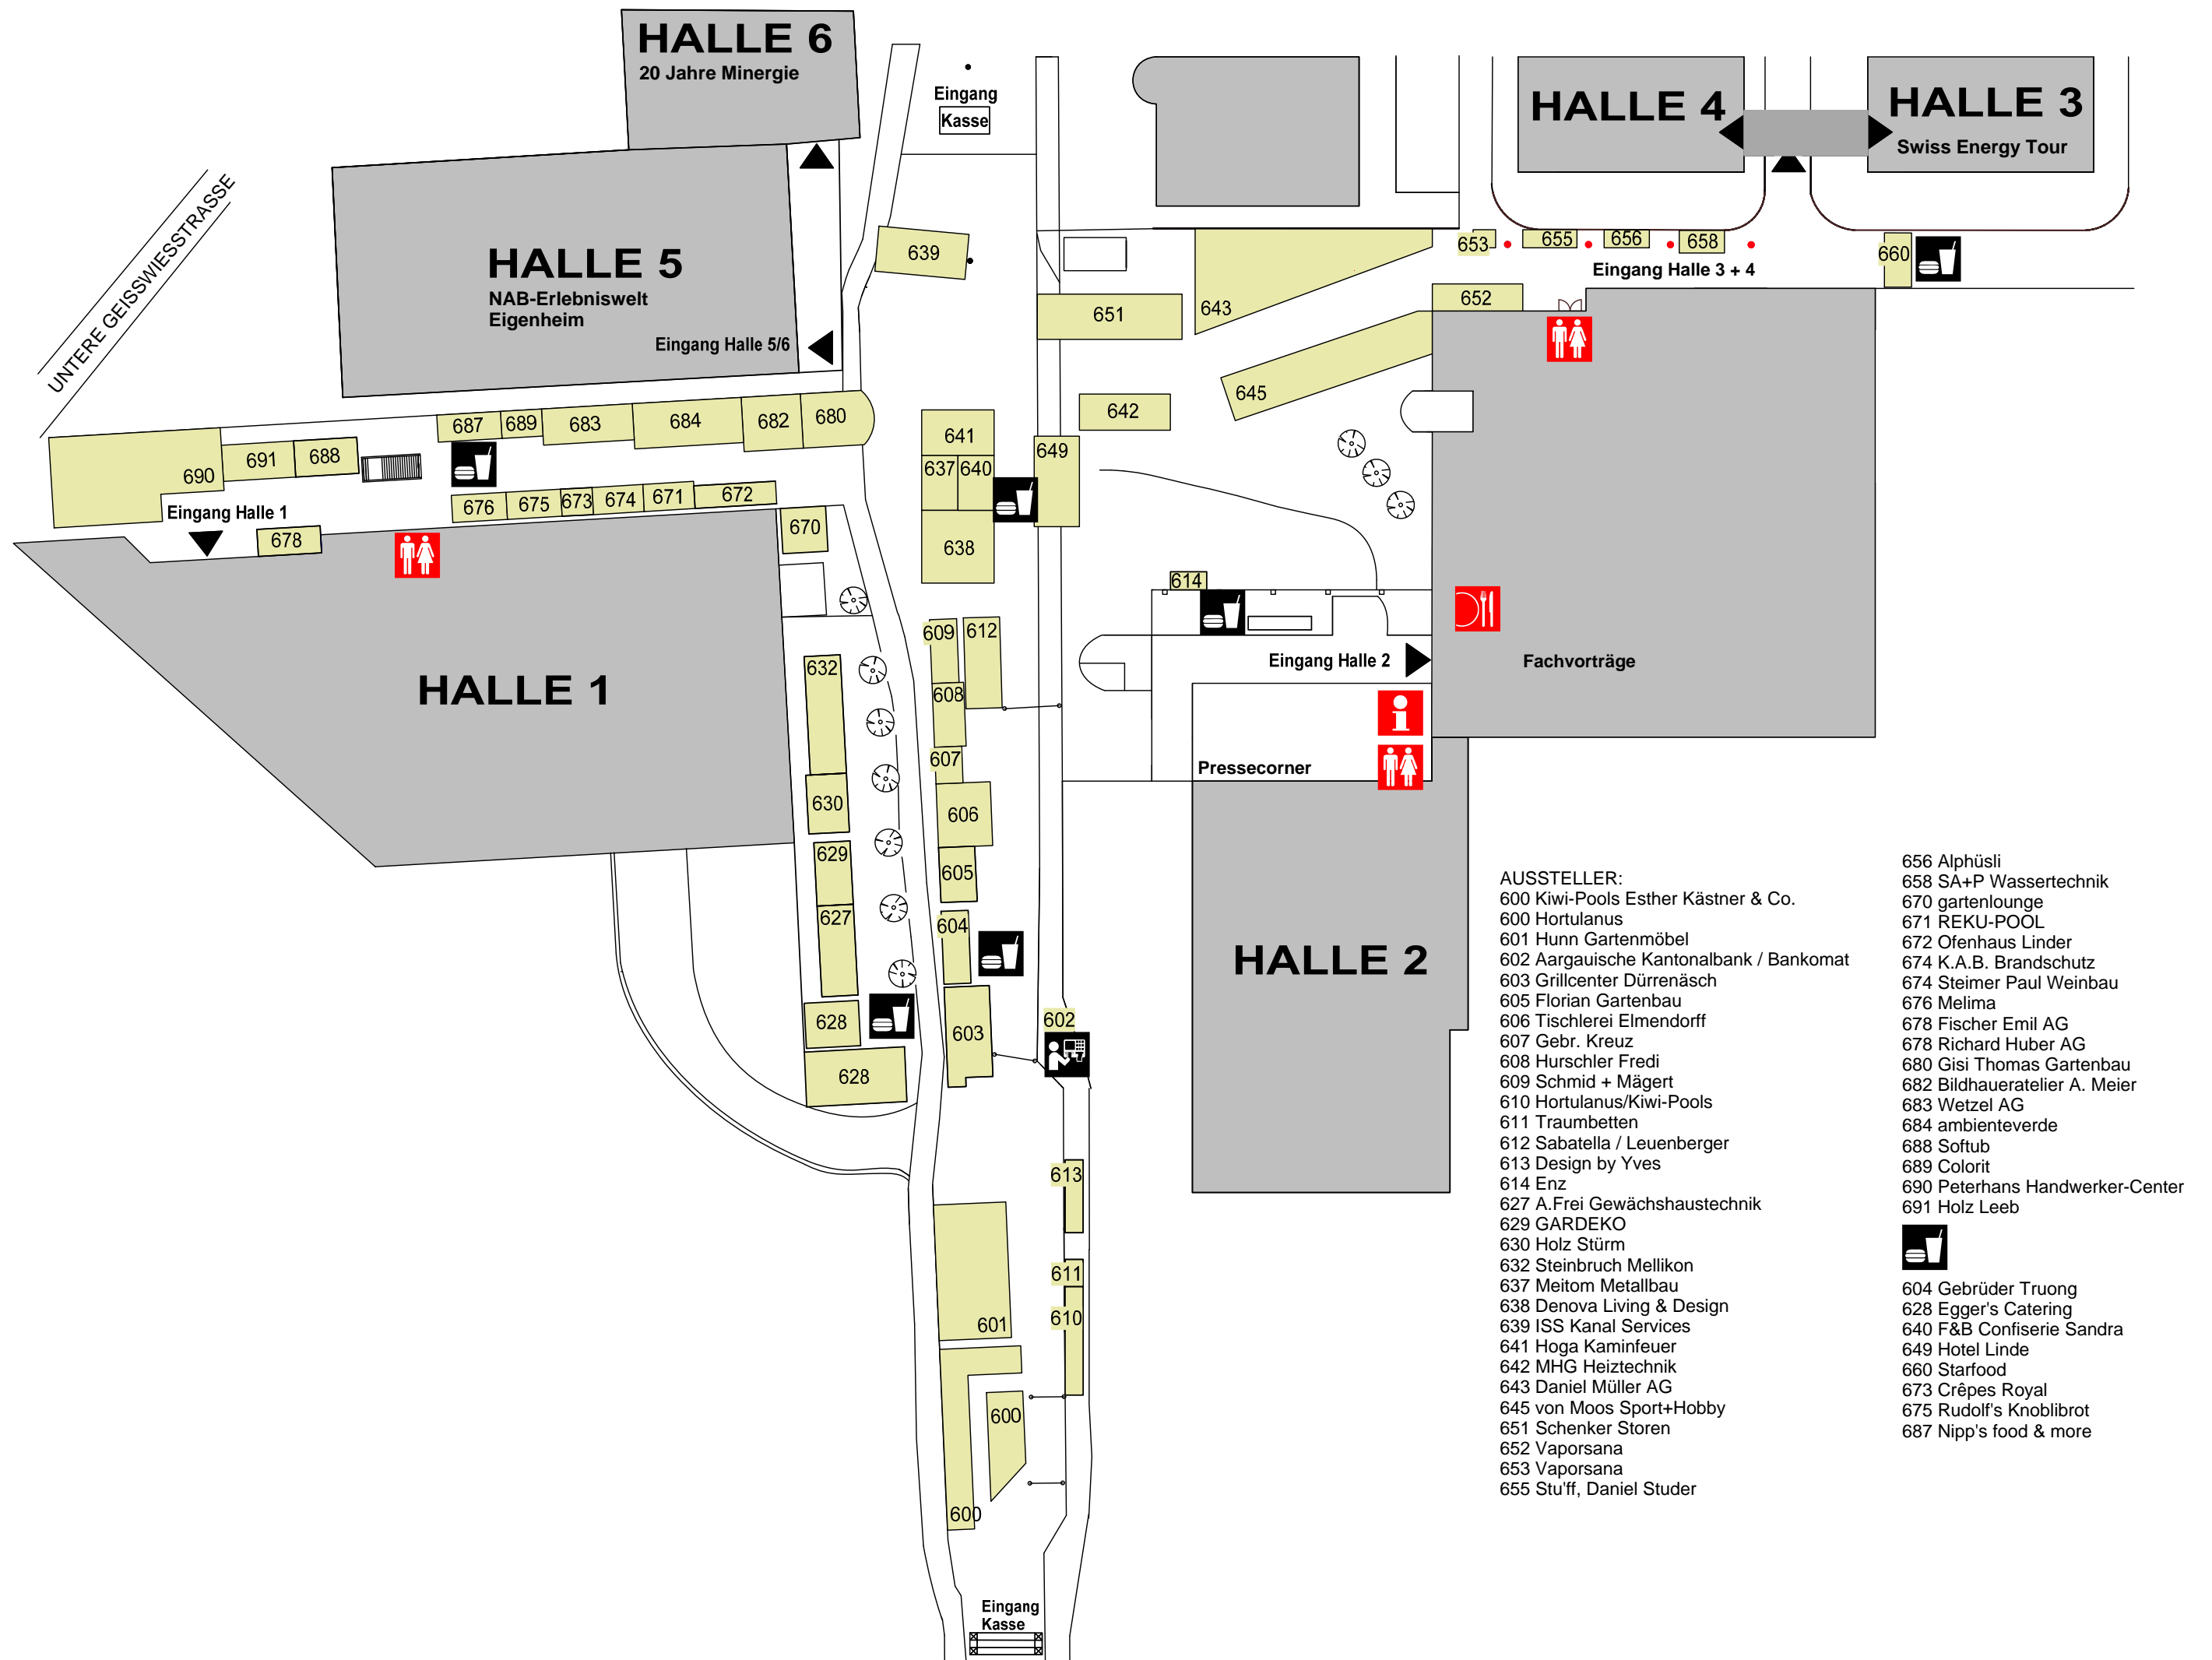 HALLE 6
20 Jahre Minergie
Eingang
Kasse
HALLE 4
HALLE 3
Swiss Energy Tour
UNTERE GEISSWIESSTRASSE
HALLE 5
NAB-Erlebniswelt
Eigenheim
Eingang Halle 5/6
639
653
655
656
658
660
Eingang Halle 3 + 4
651
643
652
645
642
687
689
683
684
682
680
690
691
688
641
637
640
649
638
676
675
673
674
671
672
670
Eingang Halle 1
678
614
HALLE 1
609
612
608
607
606
605
604
603
602
632
630
629
627
628
628
Eingang Halle 2
Fachvorträge
Pressecorner
HALLE 2
613
611
610
601
600
600
Eingang
Kasse
AUSSTELLER:
600 Kiwi-Pools Esther Kästner & Co.
600 Hortulanus
601 Hunn Gartenmöbel
602 Aargauische Kantonalbank / Bankomat
603 Grillcenter Dürrenäsch
605 Florian Gartenbau
606 Tischlerei Elmendorff
607 Gebr. Kreuz
608 Hurschler Fredi
609 Schmid + Mägert
610 Hortulanus/Kiwi-Pools
611 Traumbetten
612 Sabatella / Leuenberger
613 Design by Yves
614 Enz
627 A.Frei Gewächshaustechnik
629 GARDEKO
630 Holz Stürm
632 Steinbruch Mellikon
637 Meitom Metallbau
638 Denova Living & Design
639 ISS Kanal Services
641 Hoga Kaminfeuer
642 MHG Heiztechnik
643 Daniel Müller AG
645 von Moos Sport+Hobby
651 Schenker Storen
652 Vaporsana
653 Vaporsana
655 Stu'ff, Daniel Studer
656 Alphüsli
658 SA+P Wassertechnik
670 gartenlounge
671 REKU-POOL
672 Ofenhaus Linder
674 K.A.B. Brandschutz
674 Steimer Paul Weinbau
676 Melima
678 Fischer Emil AG
678 Richard Huber AG
680 Gisi Thomas Gartenbau
682 Bildhaueratelier A. Meier
683 Wetzel AG
684 ambienteverde
688 Softub
689 Colorit
690 Peterhans Handwerker-Center
691 Holz Leeb
604 Gebrüder Truong
628 Egger's Catering
640 F&B Confiserie Sandra
649 Hotel Linde
660 Starfood
673 Crêpes Royal
675 Rudolf's Knoblibrot
687 Nipp's food & more